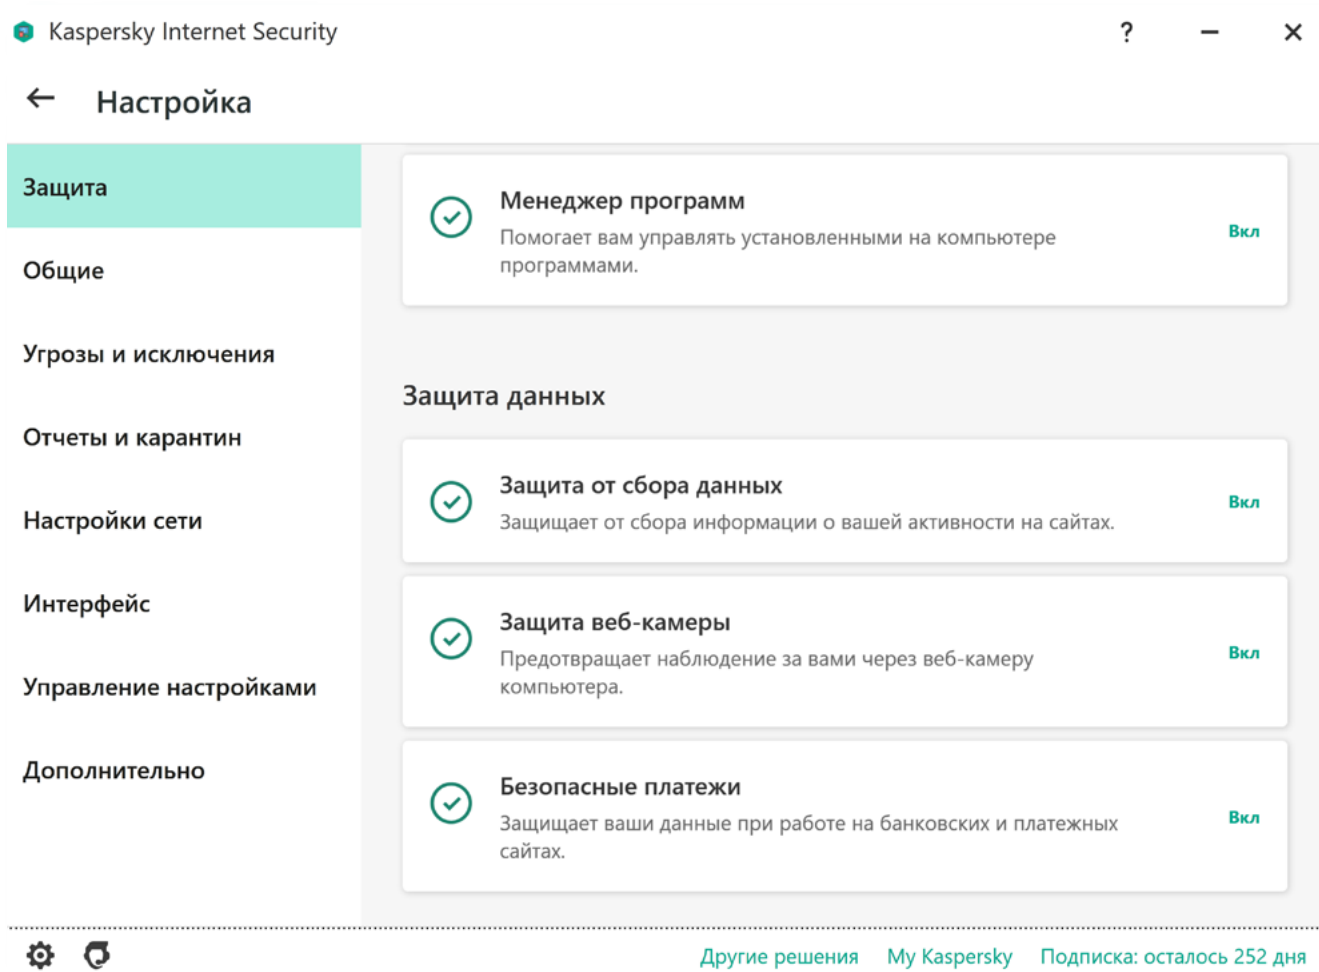 Kaspersky Internet Security
?
Настройка
Защита
Общие
Угрозы и исключения
Отчеты и карантин
Настройки сети
Интерфейс
Управление настройками
Дополнительно
Менеджер программ
Помогает вам управлять установленными на компьютере
программами.
Вкл
Защита данных
Защита от сбора данных
Защищает от сбора информации о вашей активности на сайтах.
Вкл
Защита веб-камеры
Предотвращает наблюдение за вами через веб-камеру
компьютера.
Вкл
Безопасные платежи
Защищает ваши данные при работе на банковских и платежных
сайтах.
Вкл
Другие решения My Kaspersky Подписка: осталось 252 дня